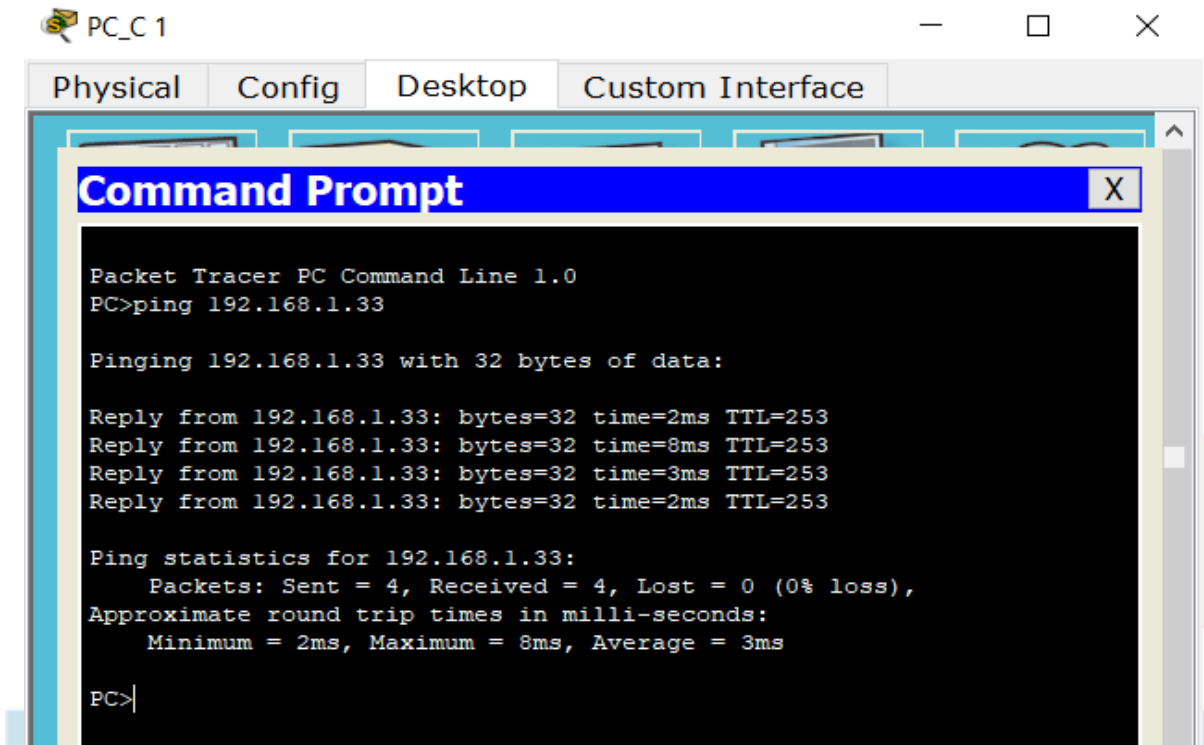 PC_C 1
Physical Config Desktop Custom Interface
Command Prompt X
Packet Tracer PC Command Line 1.0
PC>ping 192.168.1.33
Pinging 192.168.1.33 with 32 bytes of data:
Reply from 192.168.1.33: bytes=32 time=2ms TTL=253
Reply from 192.168.1.33: bytes=32 time=8ms TTL=253
Reply from 192.168.1.33: bytes=32 time=3ms TTL=253
Reply from 192.168.1.33: bytes=32 time=2ms TTL=253
Ping statistics for 192.168.1.33:
Packets: Sent = 4, Received = 4, Lost = 0 (0% loss),
Approximate round trip times in milli-seconds:
Minimum = 2ms, Maximum = 8ms, Average = 3ms
PC>